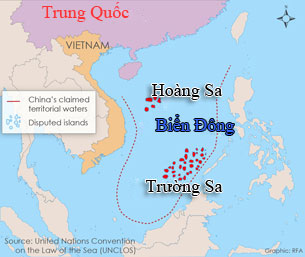 Trung Quốc
VIETNAM
Hoàng Sa
China's claimed
territorial waters
Disputed islands
Biển Đông
Trường Sa
Source: United Nations Convention
on the Law of the Sea (UNCLOS)
Graphic: RFA